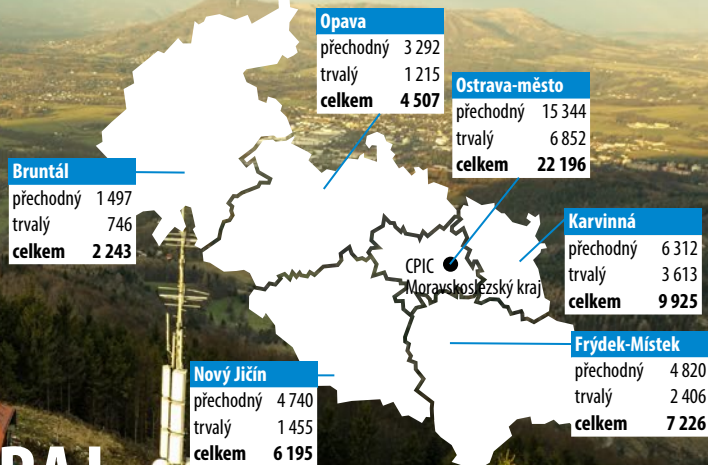 Opava
přechodný 3 292
trvalý 1 215
celkem 4 507
Ostrava-město
přechodný 15 344
trvalý 6 852
celkem 22 196
Bruntál
přechodný 1 497
trvalý 746
celkem 2 243
Karvinná
přechodný 6 312
trvalý 3 613
celkem 9 925
CPIC
Moravskoslezský kraj
Frýdek-Místek
přechodný 4 820
trvalý 2 406
celkem 7 226
Nový Jičín
přechodný 4 740
trvalý 1 455
celkem 6 195